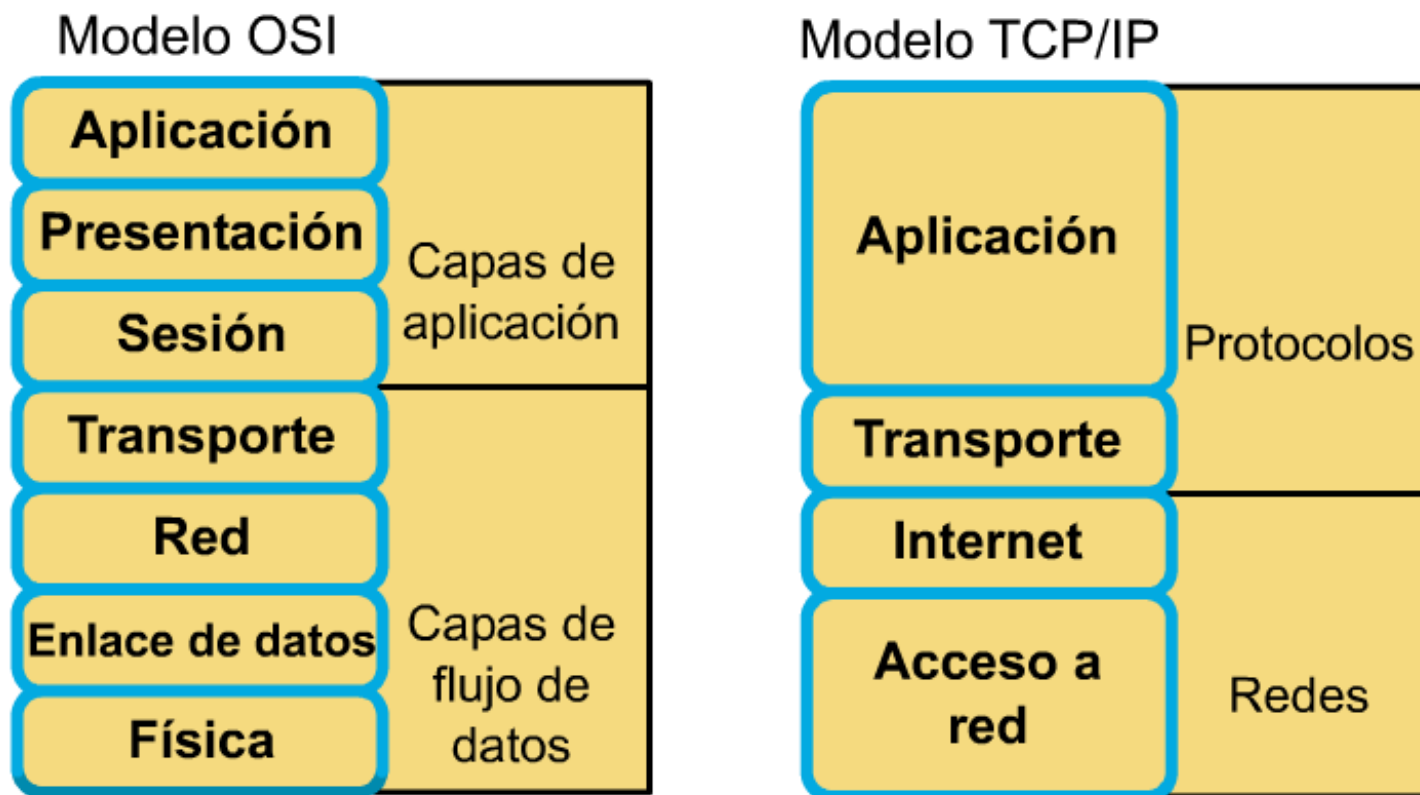 Modelo OSI
Aplicación
Presentación
Sesión
Transporte
Red
Enlace de datos
Física
Capas de
aplicación
Capas de
flujo de
datos
Modelo TCP/IP
Aplicación
Transporte
Internet
Acceso a
red
Protocolos
Redes